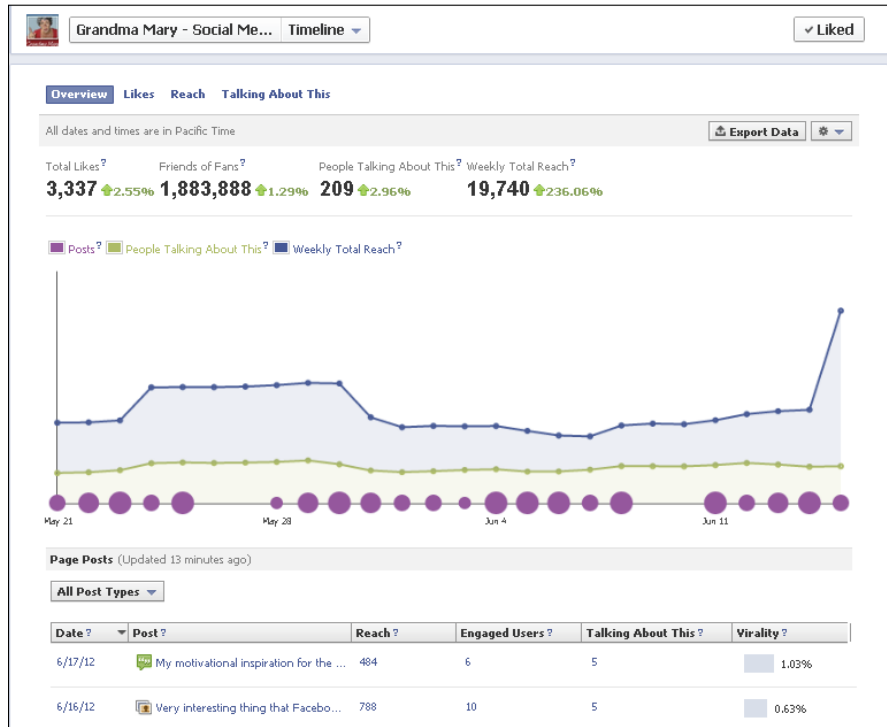 Grandma Mary - Social Me... Timeline
Liked
Overview Likes Reach Talking About This
All dates and times are in Pacific Time
Export Data
Total Likes? Friends of Fans? People Talking About This? Weekly Total Reach?
3,337 2.55% 1,883,888 1.29% 209 2.96% 19,740 236.06%
Posts? People Talking About This? Weekly Total Reach?
May 21 May 28 Jun 4 Jun 11
Page Posts (Updated 13 minutes ago)
All Post Types
Date? Post? Reach? Engaged Users? Talking About This? Virality?
6/17/12 My motivational inspiration for the ... 484 6 5 1.03%
6/16/12 Very interesting thing that Facebo... 788 10 5 0.63%